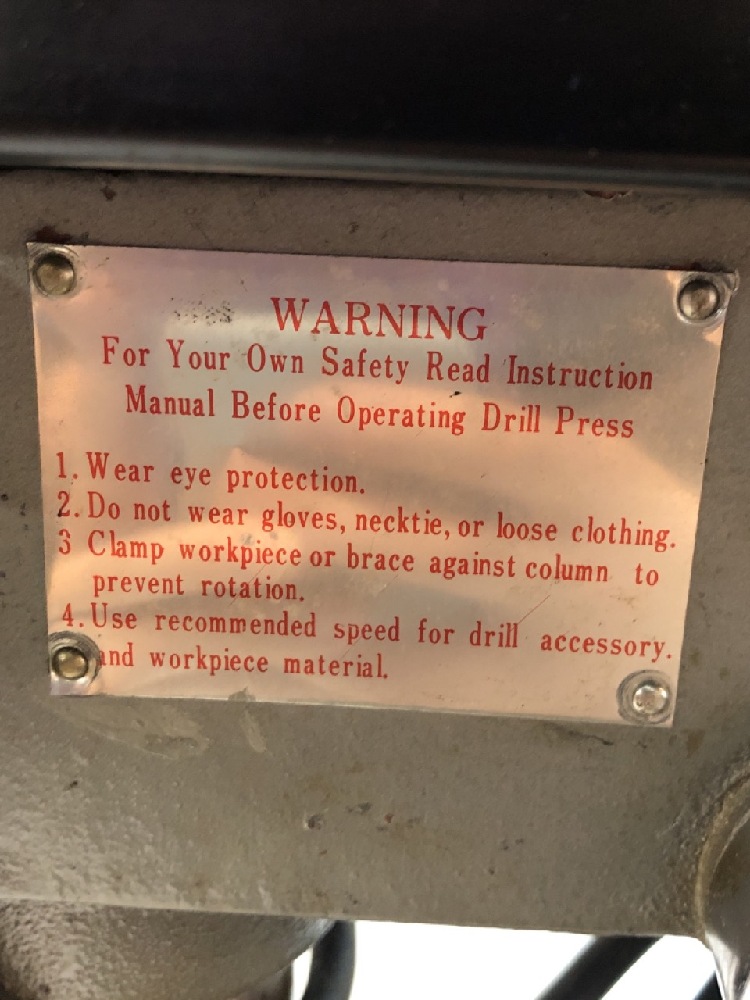 WARNING
For Your Own Safety Read Instruction
Manual Before Operating Drill Press
1. Wear eye protection.
2. Do not wear gloves, necktie, or loose clothing.
3 Clamp workpiece or brace against column to
prevent rotation.
4. Use recommended speed for drill accessory.
and workpiece material.